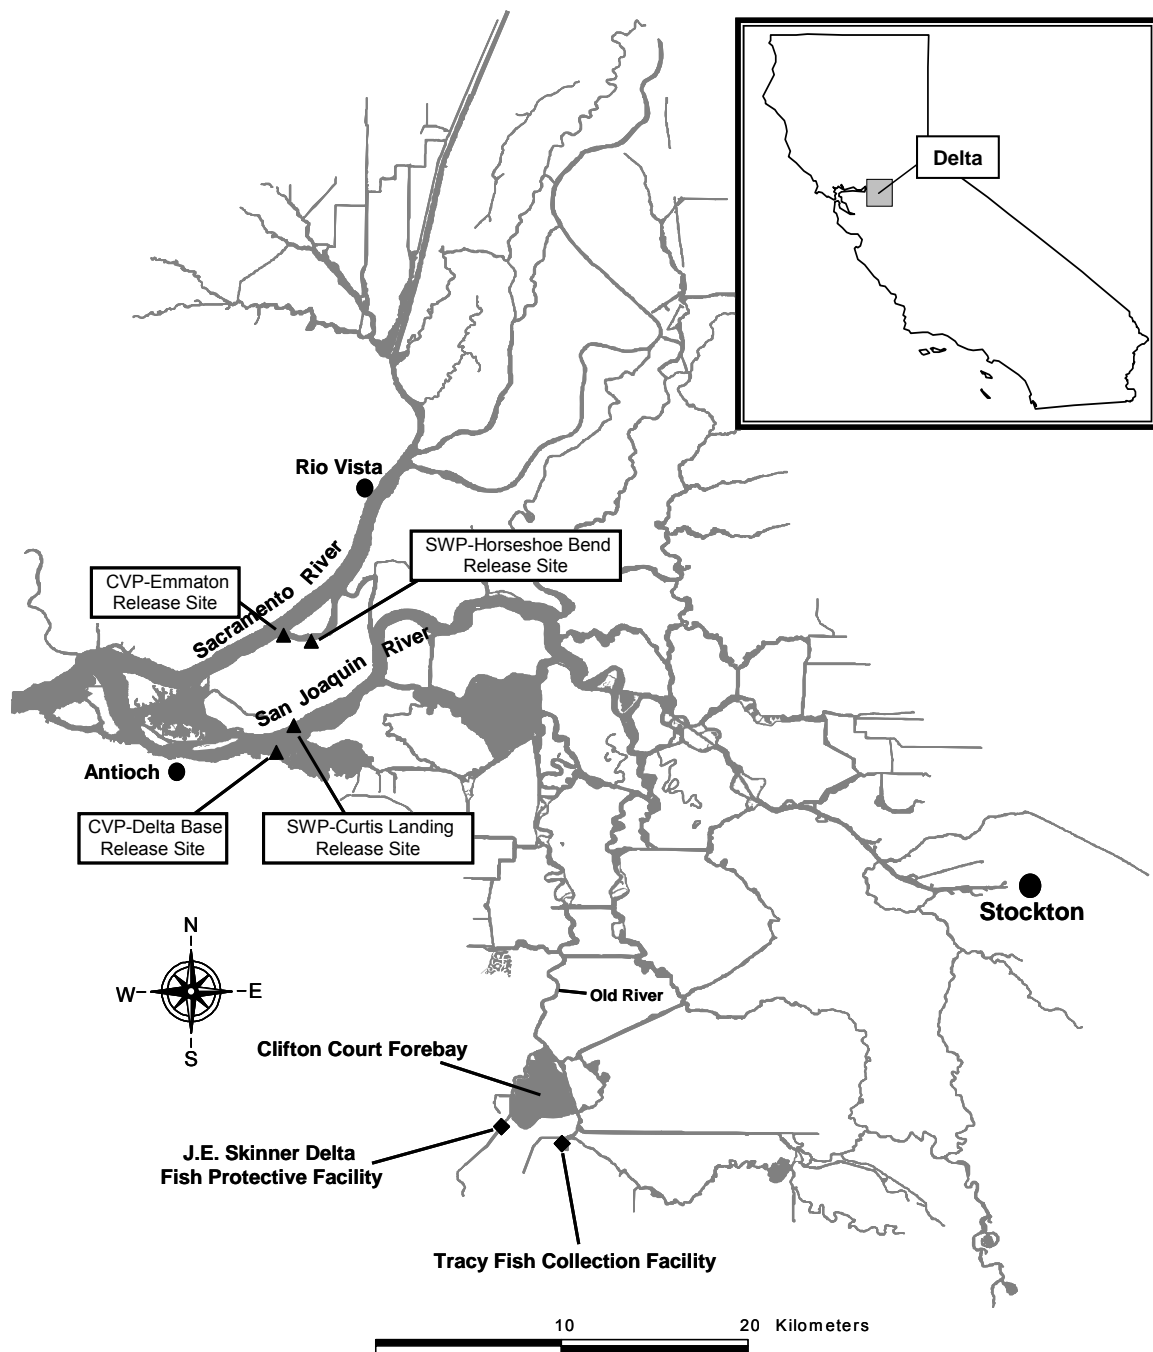 Delta
Rio Vista
SWP-Horseshoe Bend
Release Site
CVP-Emmaton
Release Site
Sacramento River
San Joaquin River
Antioch
CVP-Delta Base
Release Site
SWP-Curtis Landing
Release Site
Stockton
N
W
E
S
Old River
Clifton Court Forebay
J.E. Skinner Delta
Fish Protective Facility
Tracy Fish Collection Facility
10
20 Kilometers